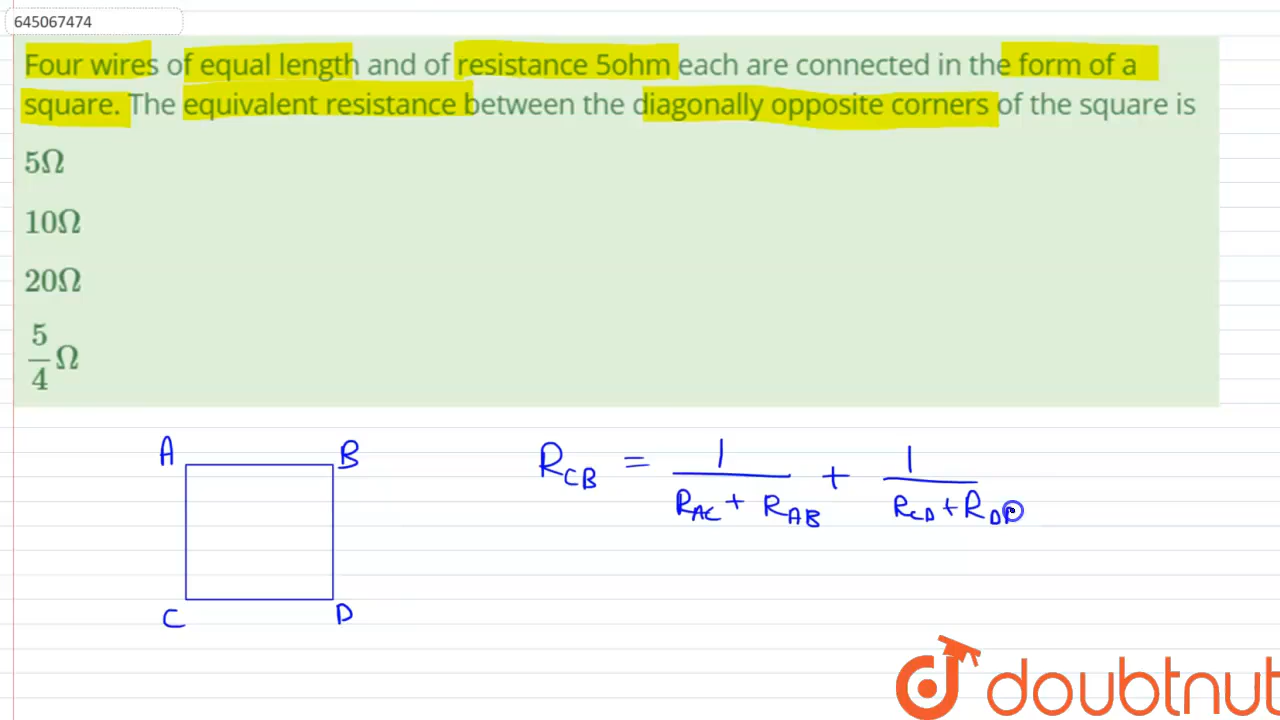 645067474
Four wires of equal length and of resistance 5ohm each are connected in the form of a
square. The equivalent resistance between the diagonally opposite corners of the square is
5Ω
10Ω
20Ω
5/4 Ω
A B
C D
R_CB = 1/(R_AC + R_AB) + 1/(R_CD + R_D
doubtnut